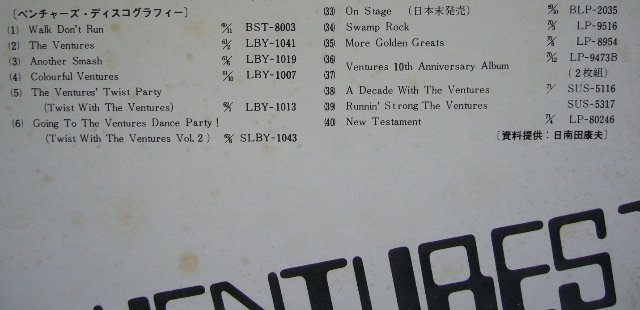 〔ベンチャーズ・ディスコグラフィー〕
(1) Walk Don't Run BST-8003
(2) The Ventures LBY-1041
(3) Another Smash LBY-1019
(4) Colourful Ventures LBY-1007
(5) The Ventures' Twist Party
(Twist With The Ventures) LBY-1013
(6) Going To The Ventures Dance Party !
(Twist With The Ventures Vol. 2 ) SLBY-1043
(33) On Stage (日本未発売) BLP-2035
(34) Swamp Rock LP-9516
(35) More Golden Greats LP-8954
(36) LP-9473B
Ventures 10th Anniversary Album
(37) (2枚組)
(38) A Decade With The Ventures SUS-5116
(39) Runnin' Strong The Ventures SUS-5317
(40) New Testament LP-80246
〔資料提供：日南田康夫〕
VENTURES